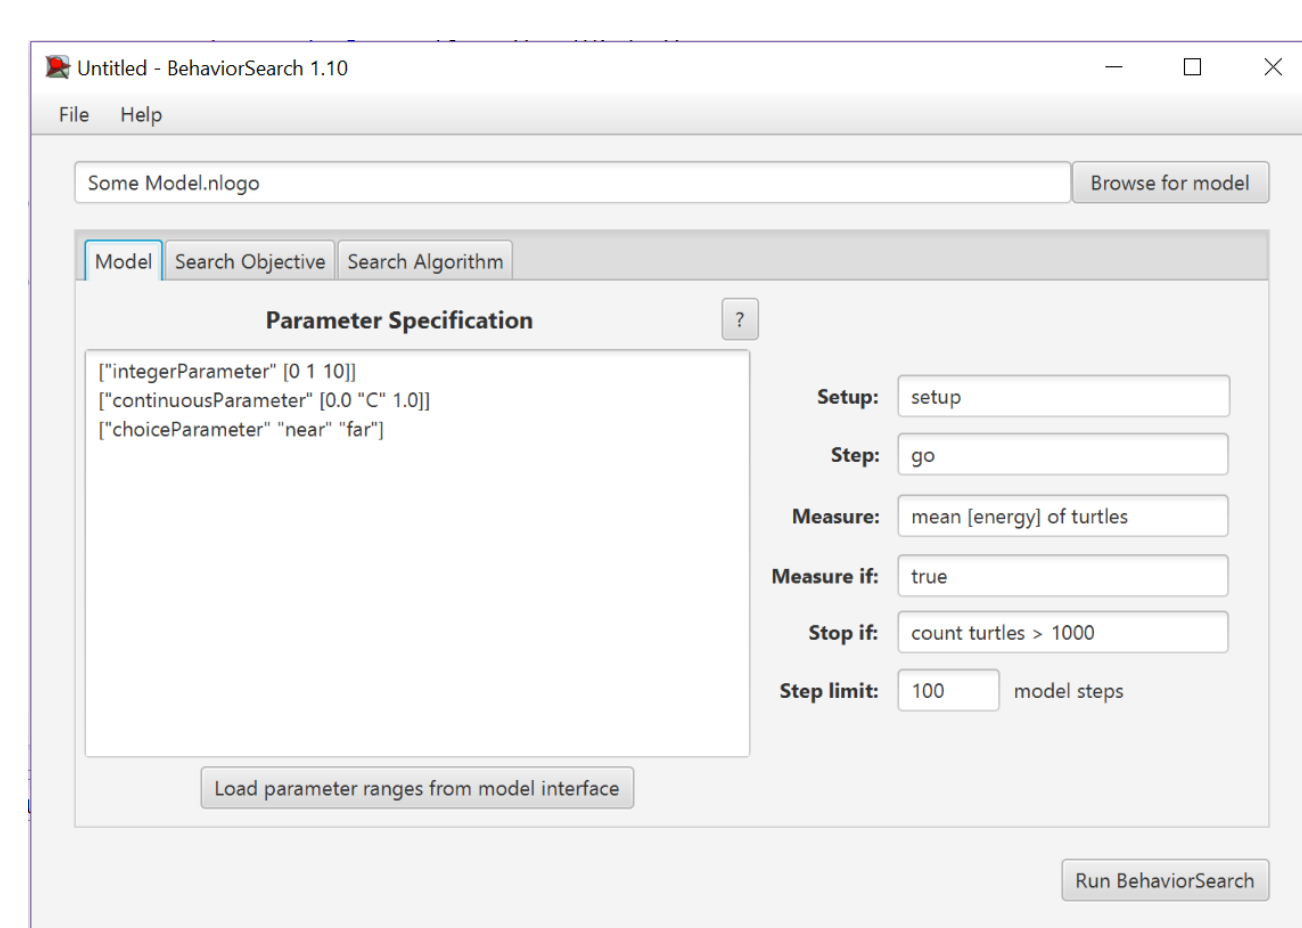 Untitled - BehaviorSearch 1.10
File Help
Some Model.nlogo Browse for model
Model Search Objective Search Algorithm
Parameter Specification ?
["integerParameter" [0 1 10]]
["continuousParameter" [0.0 "C" 1.0]]
["choiceParameter" "near" "far"]
Setup: setup
Step: go
Measure: mean [energy] of turtles
Measure if: true
Stop if: count turtles > 1000
Step limit: 100 model steps
Load parameter ranges from model interface
Run BehaviorSearch